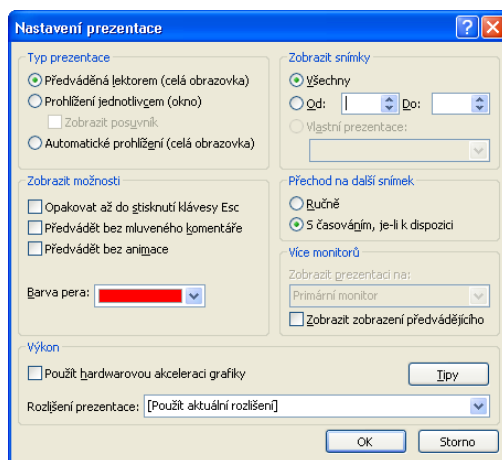 Nastavení prezentace
Typ prezentace
Předváděná lektorem (celá obrazovka)
Prohlížení jednotlivcem (okno)
Zobrazit posuvník
Automatické prohlížení (celá obrazovka)
Zobrazit snímky
Všechny
Od: Do:
Vlastní prezentace:
Zobrazit možnosti
Opakovat až do stisknutí klávesy Esc
Předvádět bez mluveného komentáře
Předvádět bez animace
Barva pera:
Přechod na další snímek
Ručně
S časováním, je-li k dispozici
Více monitorů
Zobrazit prezentaci na:
Primární monitor
Zobrazit zobrazení předvádějícího
Výkon
Použít hardwarovou akceleraci grafiky
Tipy
Rozlišení prezentace: [Použít aktuální rozlišení]
OK Storno